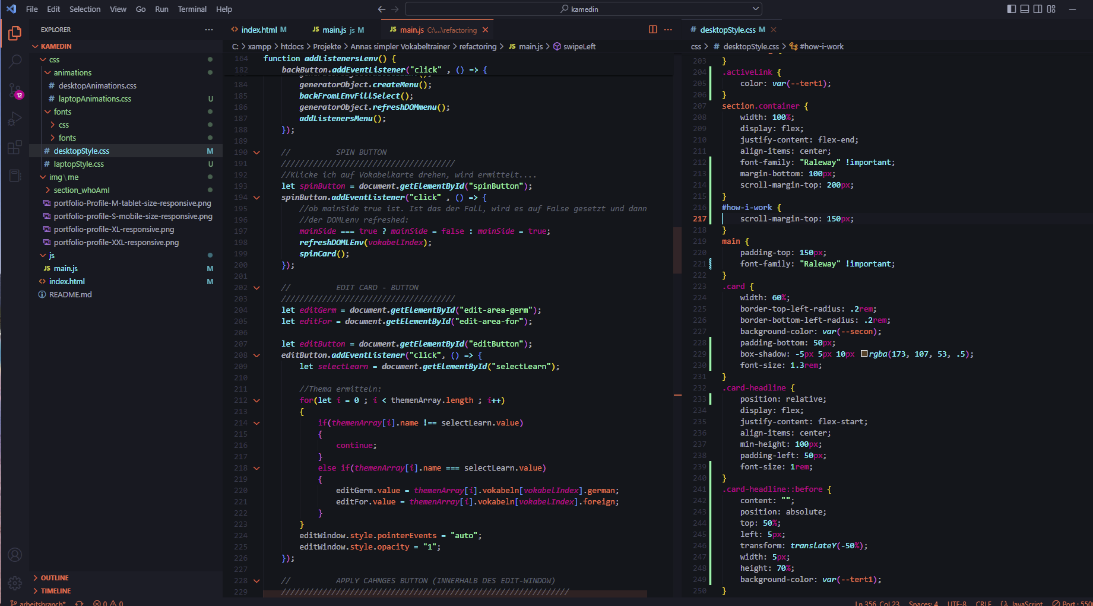 File Edit Selection View Go Run Terminal Help
kamedin
EXPLORER
KAMEDIN
css
animations
desktopAnimations.css
laptopAnimations.css U
fonts
css
fonts
desktopStyle.css M
laptopStyle.css U
img\me
section_whoAmI
portfolio-Profile-M-tablet-size-responsive.png
portfolio-Profile-S-mobile-size-responsive.png
portfolio-profile-XL-responsive.png
portfolio-profile-XXL-responsive.png
js
main.js M
index.html M
README.md
OUTLINE
TIMELINE
arbeitsbranch*
0 0
index.html M main.js js M main.js C:\...\refactoring
C: > xampp > htdocs > Projekte > Annas simpler Vokabeltrainer > refactoring > main.js > swipeLeft
164 function addListenersLenv() {
182 backButton.addEventListener("click" , () => {
184 generatorObject.createMenu();
185 backFromLEnvFillSelect();
186 generatorObject.refreshDOMmenu();
187 addListenersMenu();
188 });
189
190 // SPIN BUTTON
191 /////////////////////////////////////
192 //Klicke ich auf Vokabelkarte drehen, wird ermittelt....
193 let spinButton = document.getElementById("spinButton");
194 spinButton.addEventListener("click" , () => {
195 //ob mainSide true ist. Ist das der Fall, wird es auf False gesetzt und dann
196 //der DOMLenv refreshed:
197 mainSide === true ? mainSide = false : mainSide = true;
198 refreshDOMLEnv(vokabelIndex);
199 spinCard();
200 });
201
202 // EDIT CARD - BUTTON
203 /////////////////////////////////////
204 let editGerm = document.getElementById("edit-area-germ");
205 let editFor = document.getElementById("edit-area-for");
206
207 let editButton = document.getElementById("editButton");
208 editButton.addEventListener("click", () => {
209 let selectLearn = document.getElementById("selectLearn");
210
211 //Thema ermitteln:
212 for(let i = 0 ; i < themenArray.length ; i++)
213 {
214 if(themenArray[i].name !== selectLearn.value)
215 {
216 continue;
217 }
218 else if(themenArray[i].name === selectLearn.value)
219 {
220 editGerm.value = themenArray[i].vokabeln[vokabelIndex].german;
221 editFor.value = themenArray[i].vokabeln[vokabelIndex].foreign;
222 }
223 }
224 editWindow.style.pointerEvents = "auto";
225 editWindow.style.opacity = "1";
226 });
227
228 // APPLY CAHNGES BUTTON (INNERHALB DES EDIT-WINDOW)
229 /////////////////////////////////////////////////////////////
desktopStyle.css M
css > desktopStyle.css > #how-i-work
203 }
204 .activeLink {
205 color: var(--tert1);
206 }
207 section.container {
208 width: 100%;
209 display: flex;
210 justify-content: flex-end;
211 align-items: center;
212 font-family: "Raleway" !important;
213 margin-bottom: 100px;
214 scroll-margin-top: 200px;
215 }
216 #how-i-work {
217 scroll-margin-top: 150px;
218 }
219 main {
220 padding-top: 150px;
221 font-family: "Raleway" !important;
222 }
223 .card {
224 width: 60%;
225 border-top-left-radius: .2rem;
226 border-bottom-left-radius: .2rem;
227 background-color: var(--secon);
228 padding-bottom: 50px;
229 box-shadow: -5px 5px 10px rgba(173, 107, 53, .5);
230 font-size: 1.3rem;
231 }
232 .card-headline {
233 position: relative;
234 display: flex;
235 justify-content: flex-start;
236 align-items: center;
237 min-height: 100px;
238 padding-left: 50px;
239 font-size: 1rem;
240 }
241 .card-headline::before {
242 content: "";
243 position: absolute;
244 top: 50%;
245 left: 5px;
246 transform: translateY(-50%);
247 width: 5px;
248 height: 70%;
249 background-color: var(--tert1);
250 }
Ln 356, Col 23 Spaces: 4 UTF-8 CRLF JavaScript Port : 550